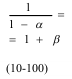 1
1 - α =
= 1 + β
(10-100)